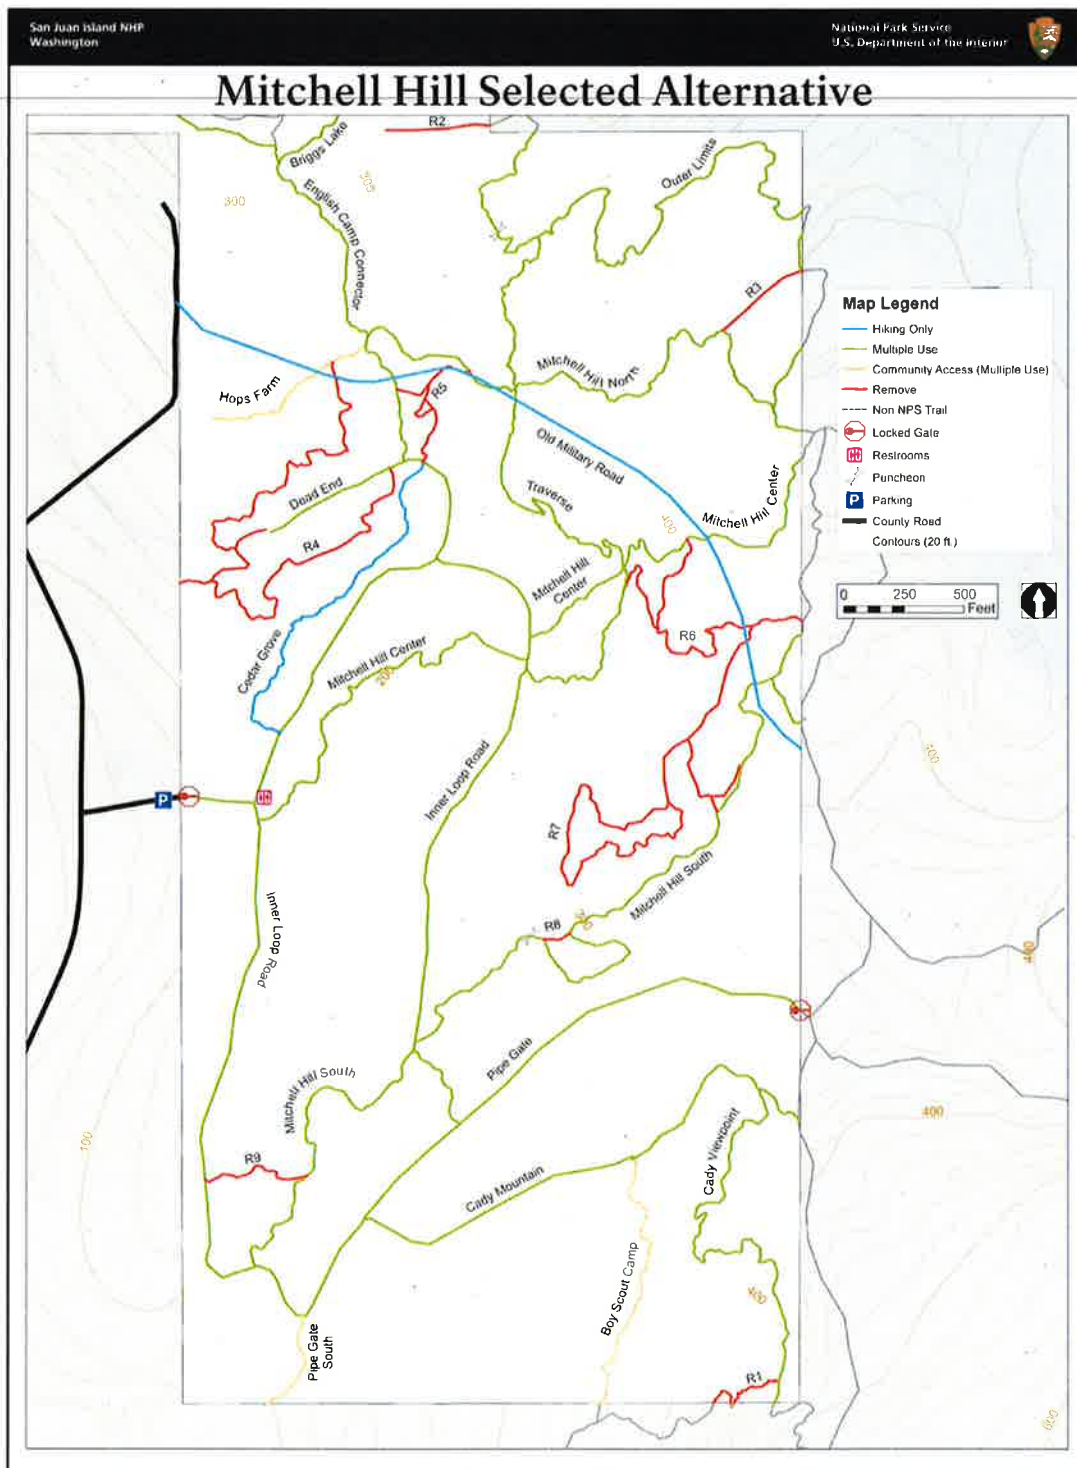 San Juan Island NHP
Washington
National Park Service
U.S. Department of the Interior
Mitchell Hill Selected Alternative
R2
Briggs Lake
English Camp Connector
Outer Limits
300
R3
Map Legend
Hiking Only
Multiple Use
Community Access (Multiple Use)
Remove
Non NPS Trail
Locked Gate
Restrooms
Puncheon
P
Parking
County Road
Contours (20 ft.)
0
250
500
Feet
Hops Farm
R5
Mitchell Hill North
Old Military Road
Dead End
Traverse
400
Mitchell Hill Center
R4
Mitchell Hill
Center
R6
Cedar Grove
Mitchell Hill Center
200
Inner Loop Road
400
P
R7
Mitchell Hill South
Inner Loop Road
R8
300
400
Pipe Gate
Mitchell Hill South
400
100
R9
Cady Viewpoint
Cady Mountain
Boy Scout Camp
Pipe Gate
South
R1
600